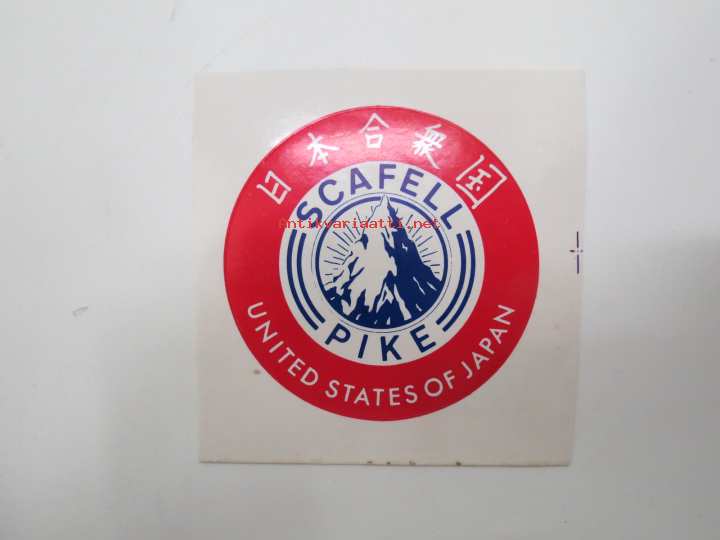 日本合衆国
SCAFELL
Antikvariaatti.net
PIKE
UNITED STATES OF JAPAN